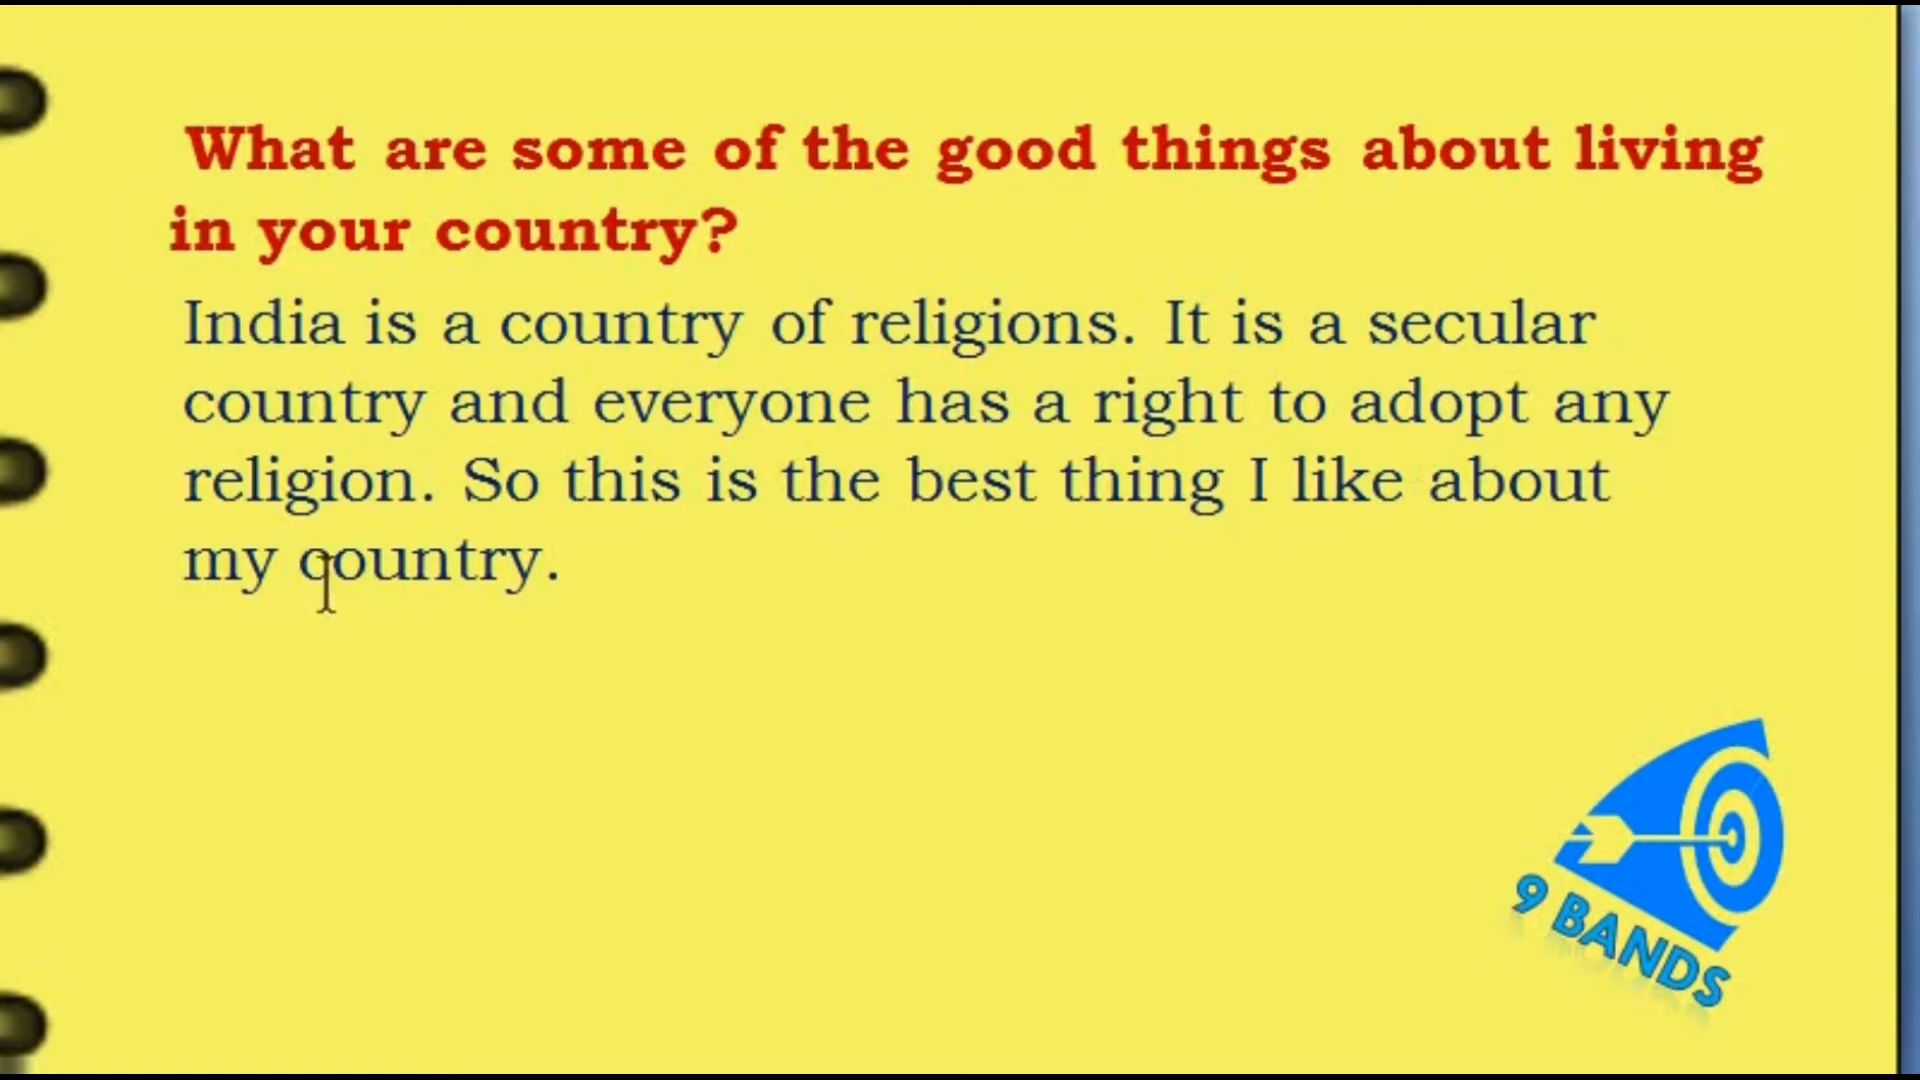 What are some of the good things about living
in your country?
India is a country of religions. It is a secular
country and everyone has a right to adopt any
religion. So this is the best thing I like about
my country.
9 BANDS